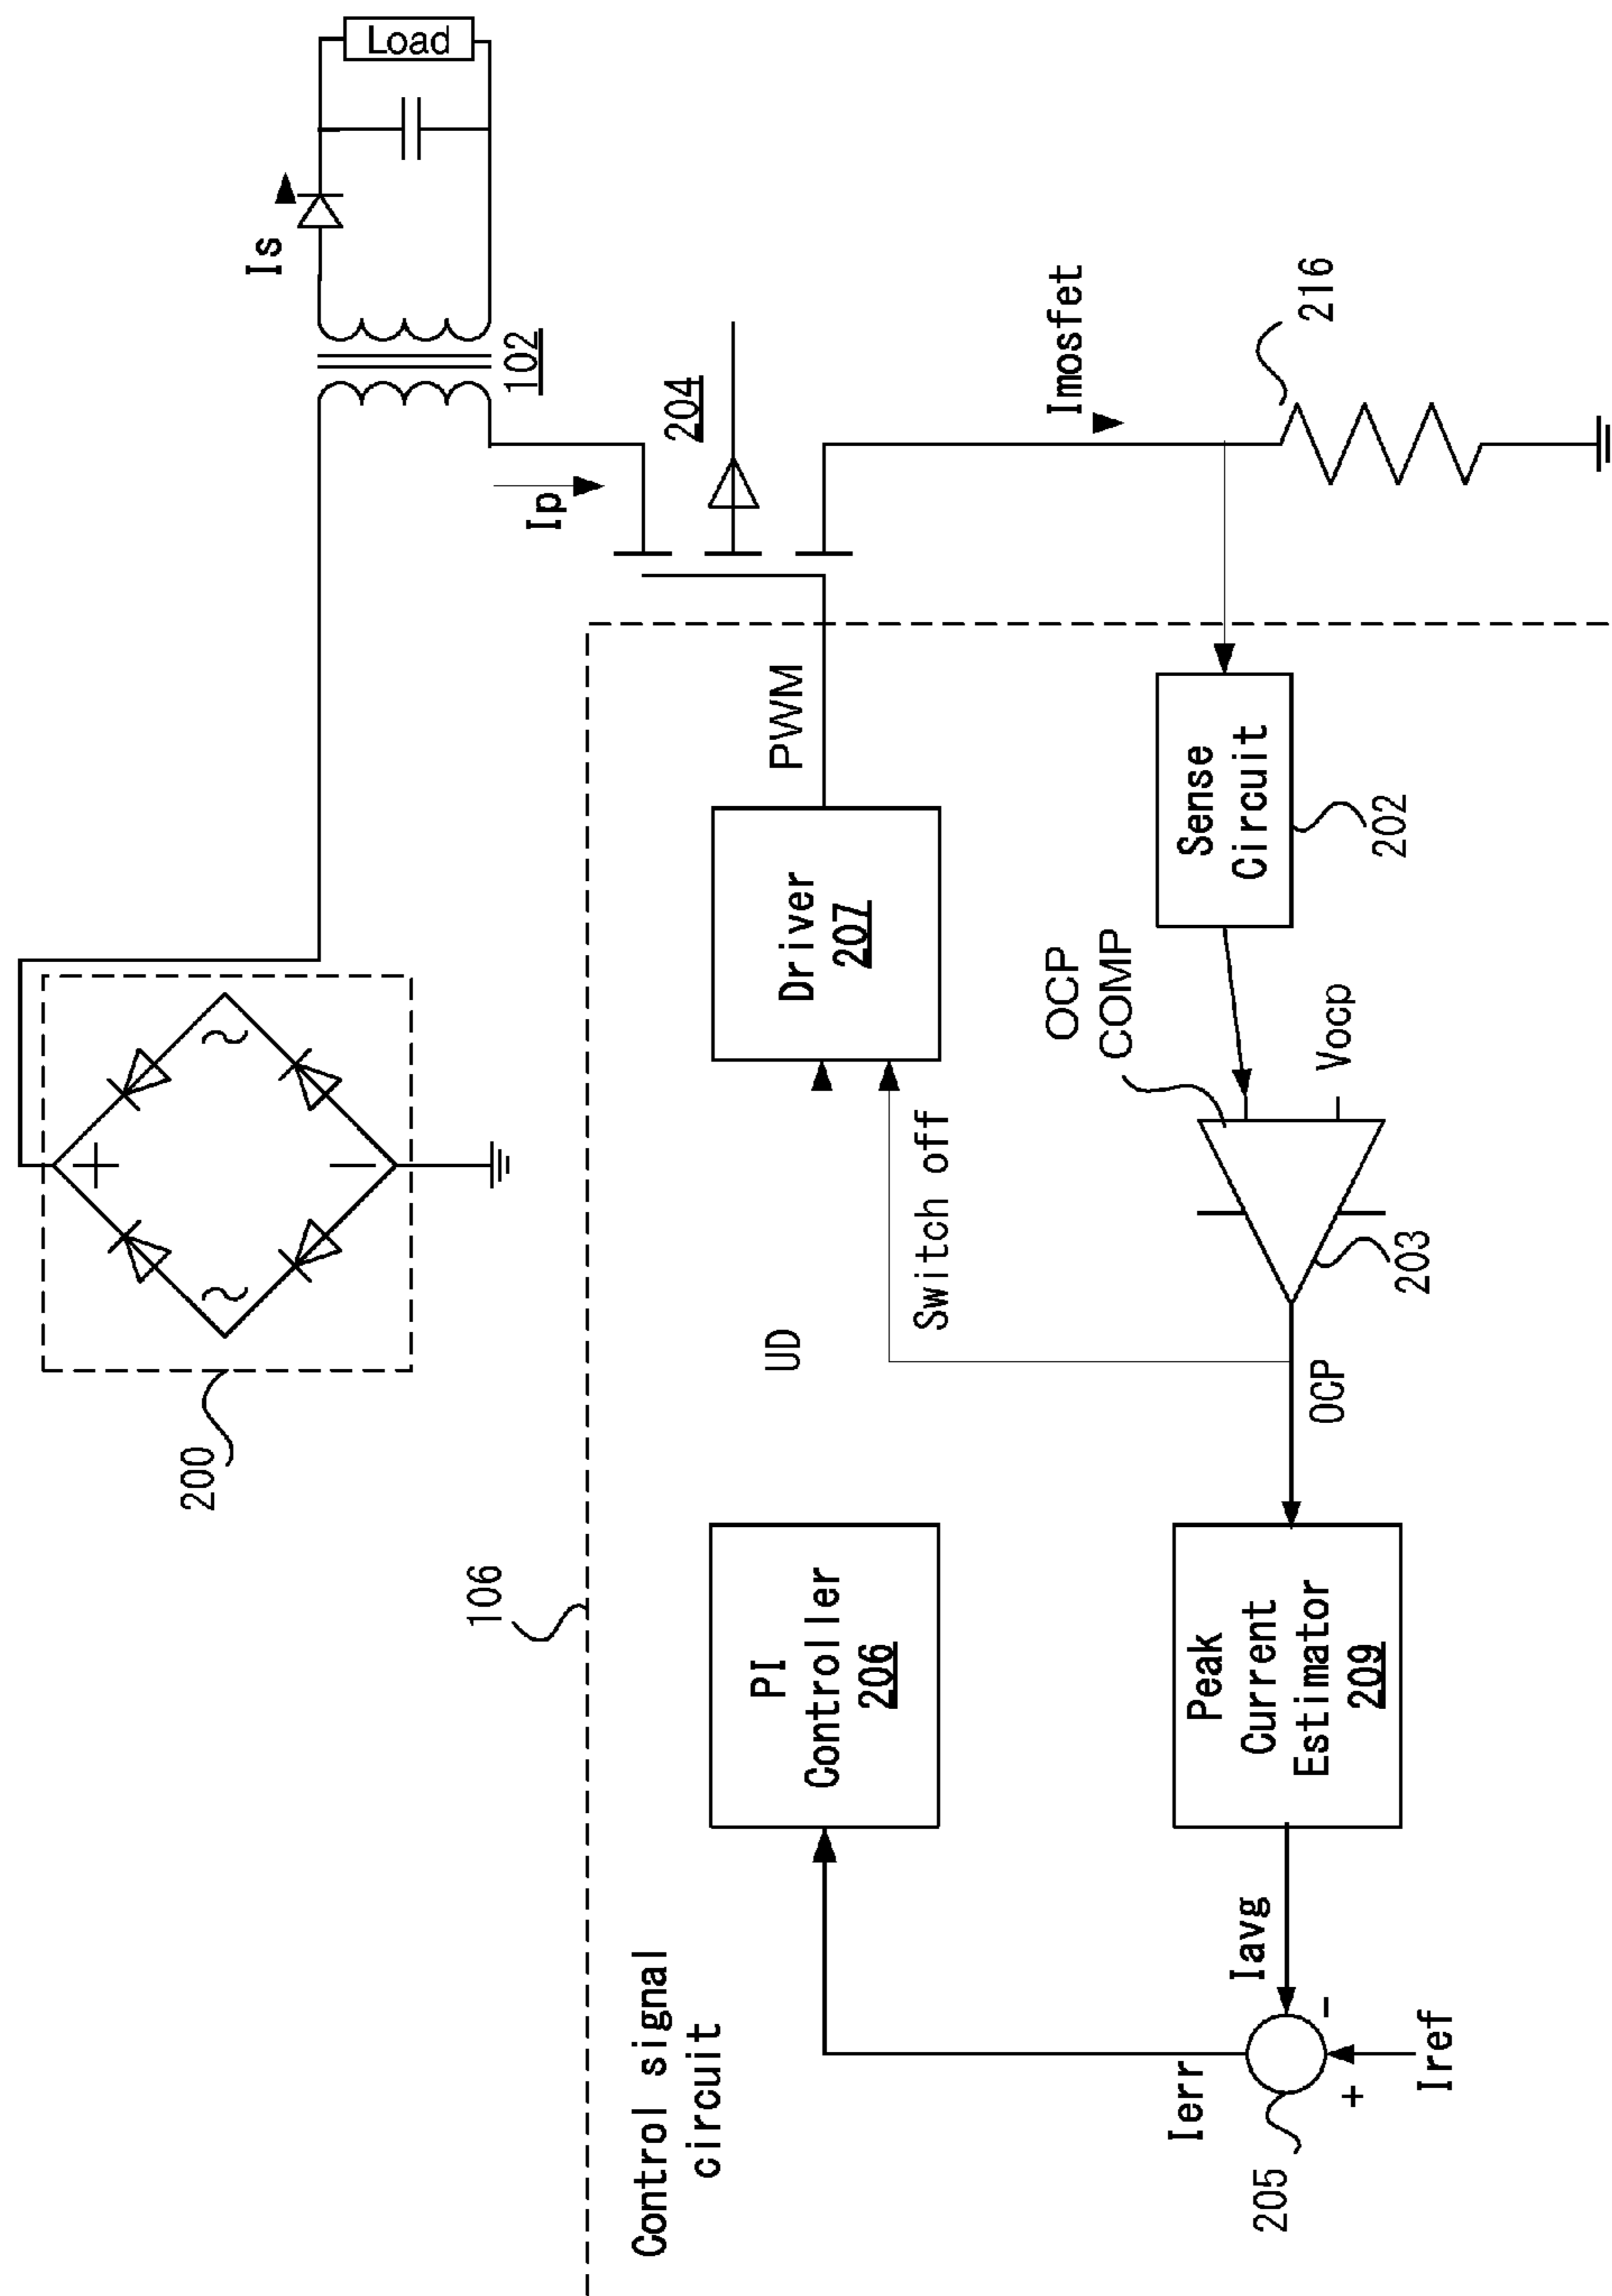 200
+
−
~
~
102
Is
Load
106
Ip
204
Control signal
circuit
PI
Controller
206
UD
Driver
207
PWM
Switch off
Imosfet
OCP
COMP
Sense
Circuit
202
216
Ierr
Iavg
Peak
Current
Estimator
209
OCP
203
Vocp
205
+
-
Iref